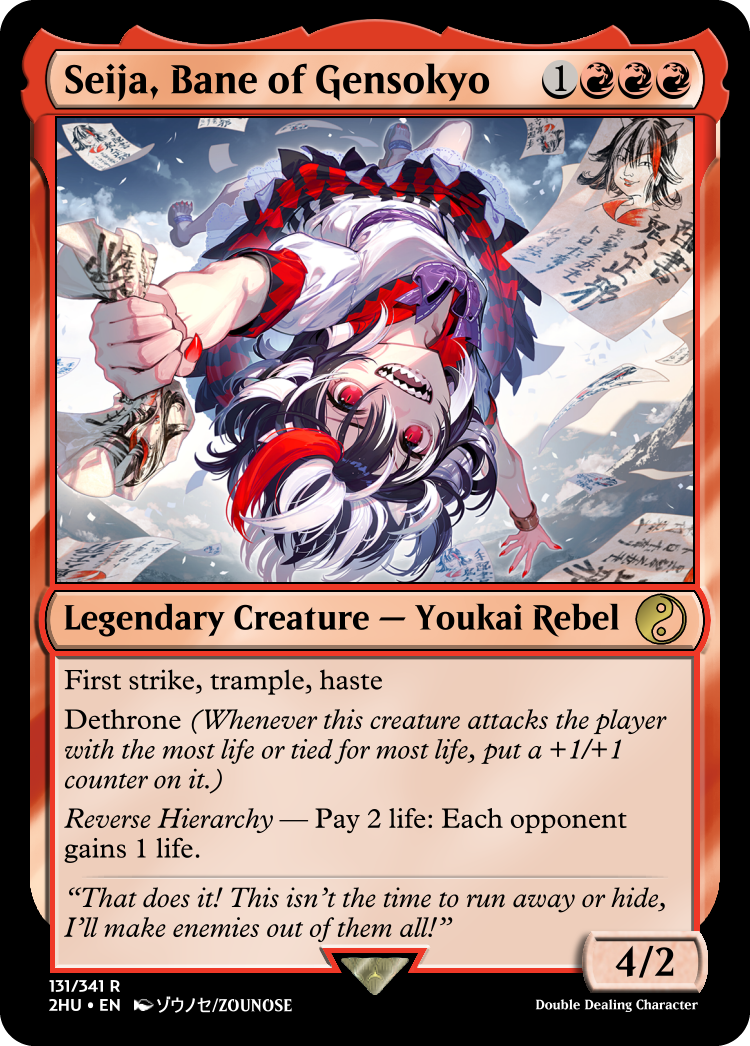 Seija, Bane of Gensokyo 1
Legendary Creature — Youkai Rebel
First strike, trample, haste
Dethrone (Whenever this creature attacks the player
with the most life or tied for most life, put a +1/+1
counter on it.)
Reverse Hierarchy — Pay 2 life: Each opponent
gains 1 life.
“That does it! This isn’t the time to run away or hide,
I’ll make enemies out of them all!”
4/2
131/341 R
2HU • EN ゾウノセ/ZOUNOSE
Double Dealing Character